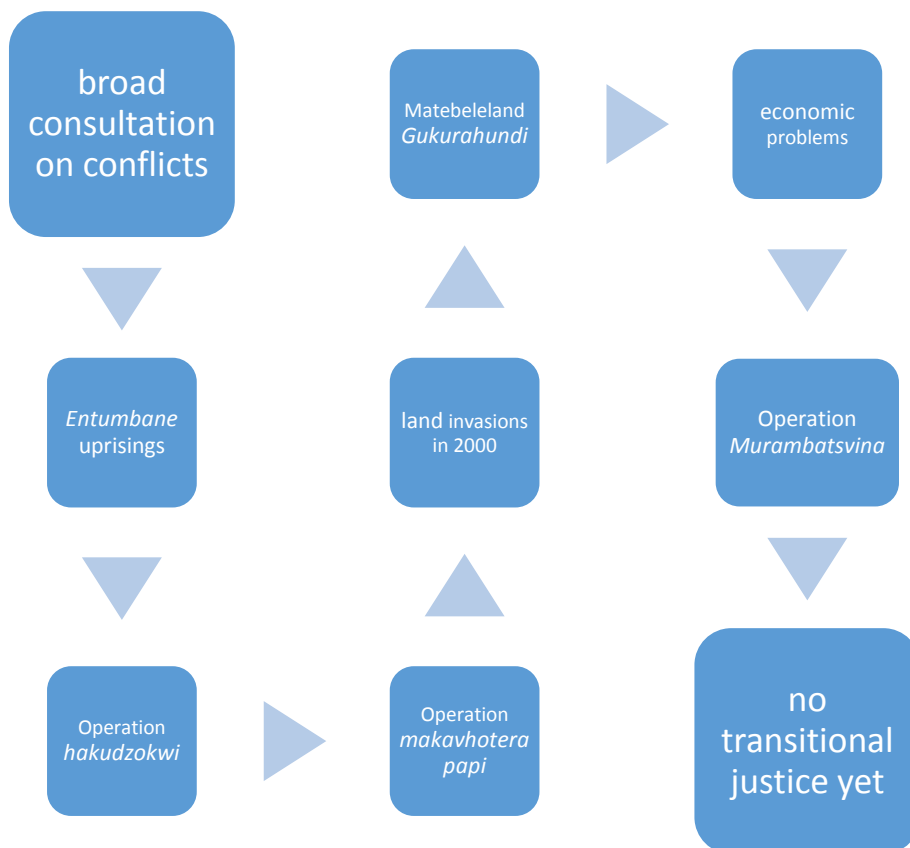 broad
consultation
on conflicts
Entumbane
uprisings
Operation
hakudzokwi
Operation
makavhotera
papi
land invasions
in 2000
Matebeleland
Gukurahundi
economic
problems
Operation
Murambatsvina
no
transitional
justice yet